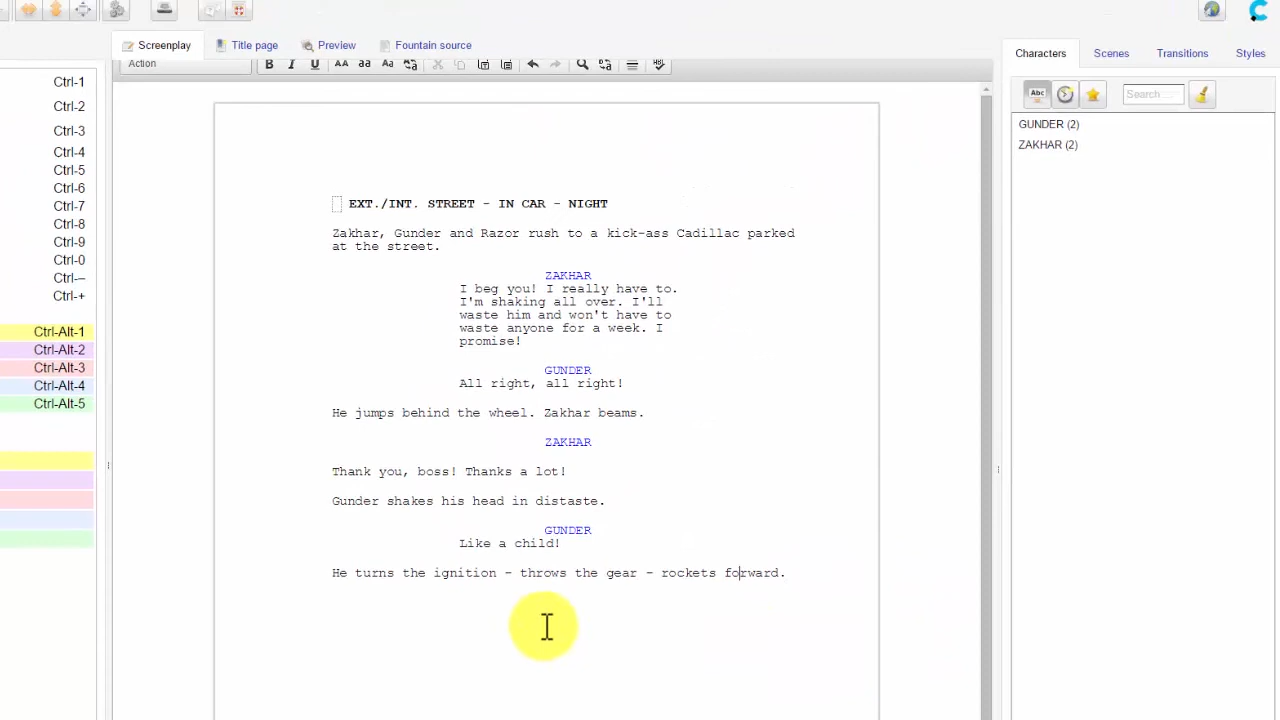 Screenplay
Title page
Preview
Fountain source
Characters
Scenes
Transitions
Styles
Action
B I U AA aa Aa
Abc
Search
GUNDER (2)
ZAKHAR (2)
Ctrl-1
Ctrl-2
Ctrl-3
Ctrl-4
Ctrl-5
Ctrl-6
Ctrl-7
Ctrl-8
Ctrl-9
Ctrl-0
Ctrl-–
Ctrl-+
Ctrl-Alt-1
Ctrl-Alt-2
Ctrl-Alt-3
Ctrl-Alt-4
Ctrl-Alt-5
EXT./INT. STREET - IN CAR - NIGHT
Zakhar, Gunder and Razor rush to a kick-ass Cadillac parked
at the street.
ZAKHAR
I beg you! I really have to.
I'm shaking all over. I'll
waste him and won't have to
waste anyone for a week. I
promise!
GUNDER
All right, all right!
He jumps behind the wheel. Zakhar beams.
ZAKHAR
Thank you, boss! Thanks a lot!
Gunder shakes his head in distaste.
GUNDER
Like a child!
He turns the ignition – throws the gear – rockets forward.